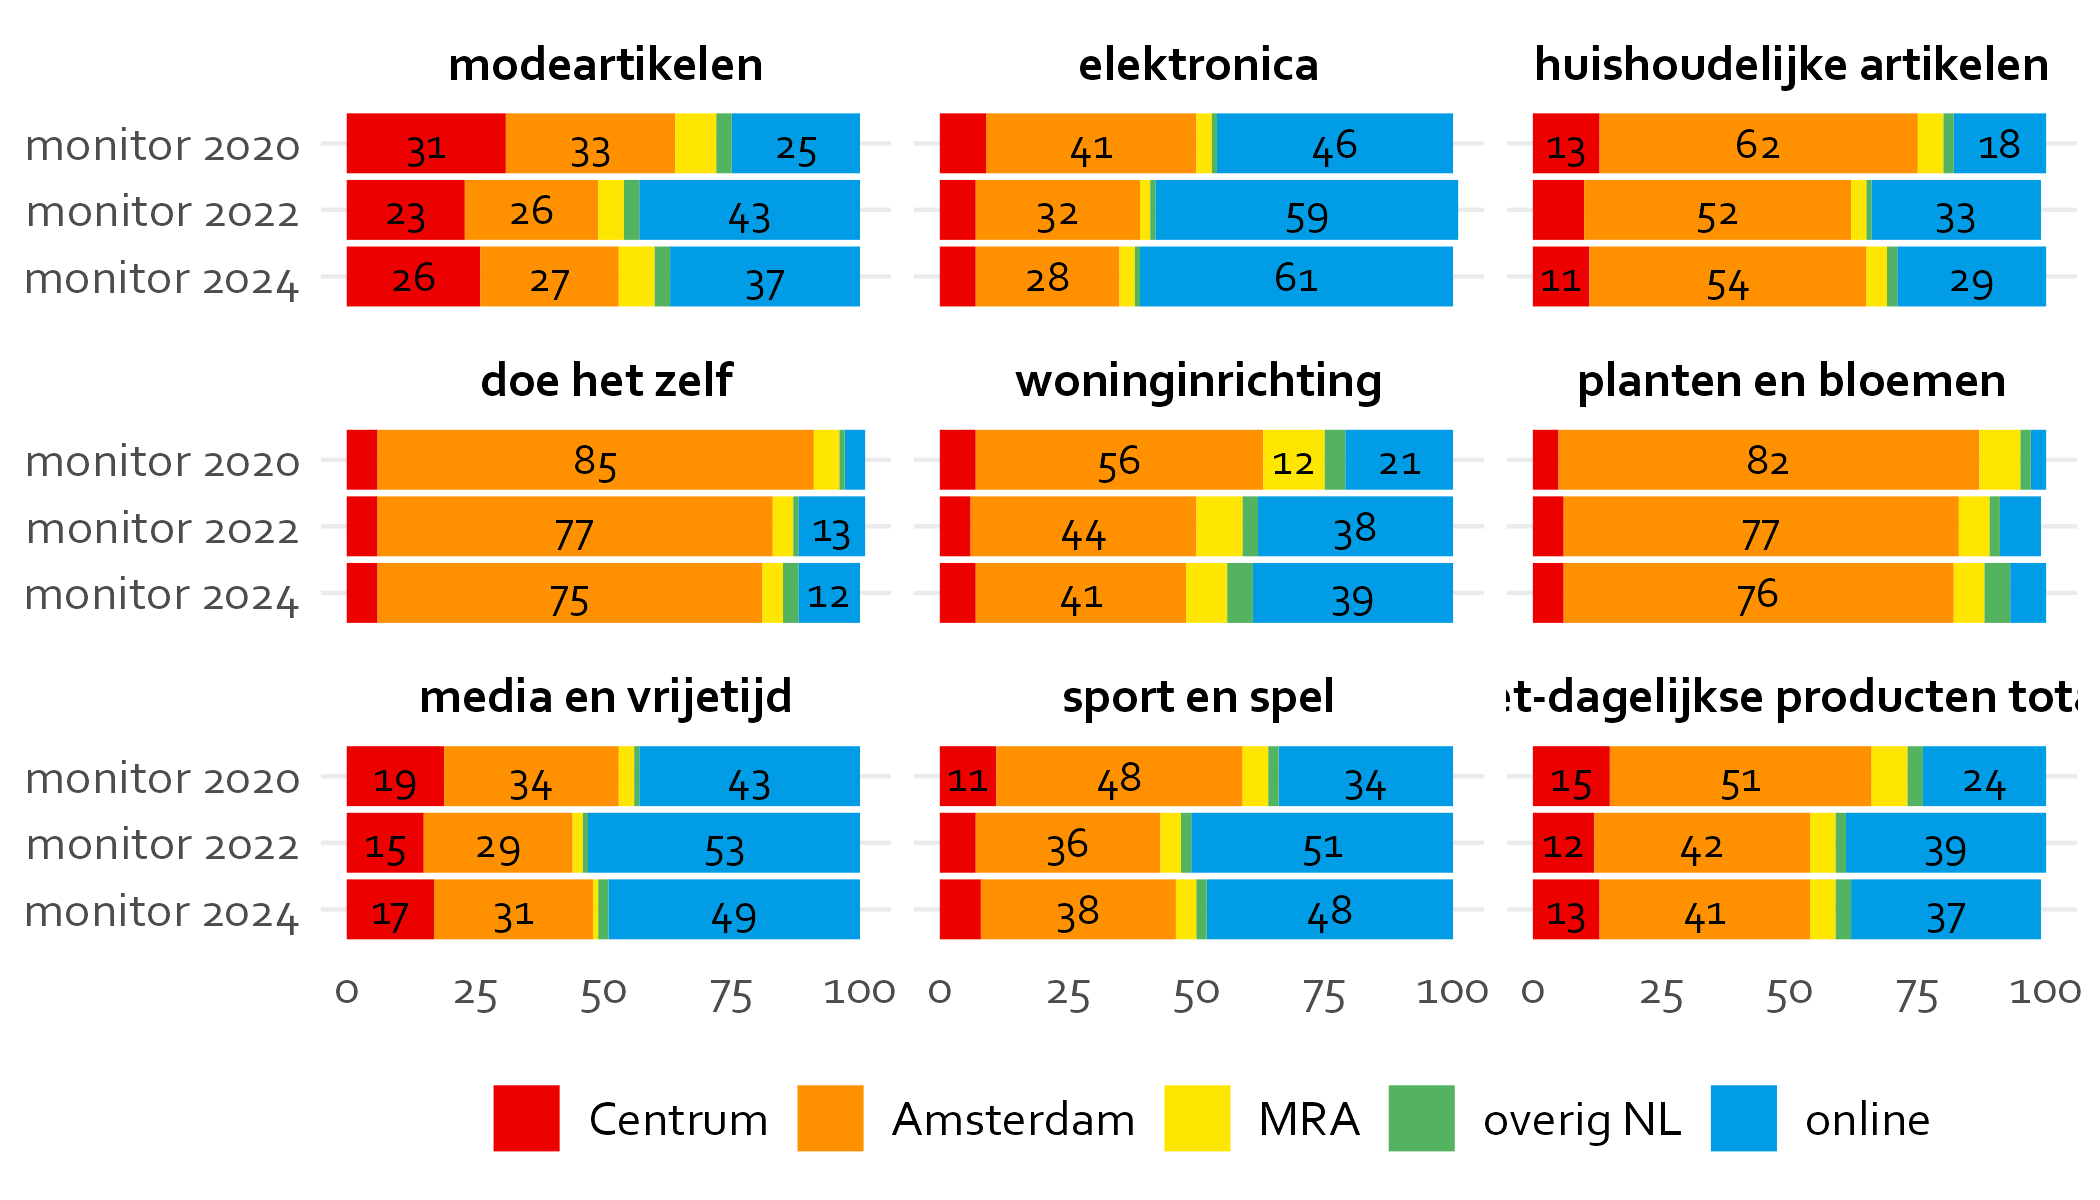 modeartikelen elektronica huishoudelijke artikelen
monitor 2020 31 33 25 41 46 13 62 18
monitor 2022 23 26 43 32 59 52 33
monitor 2024 26 27 37 28 61 11 54 29
doe het zelf woninginrichting planten en bloemen
monitor 2020 85 56 12 21 82
monitor 2022 77 13 44 38 77
monitor 2024 75 12 41 39 76
media en vrijetijd sport en spel et-dagelijkse producten tota
monitor 2020 19 34 43 11 48 34 15 51 24
monitor 2022 15 29 53 36 51 12 42 39
monitor 2024 17 31 49 38 48 13 41 37
0 25 50 75 100 0 25 50 75 100 0 25 50 75 100
Centrum Amsterdam MRA overig NL online